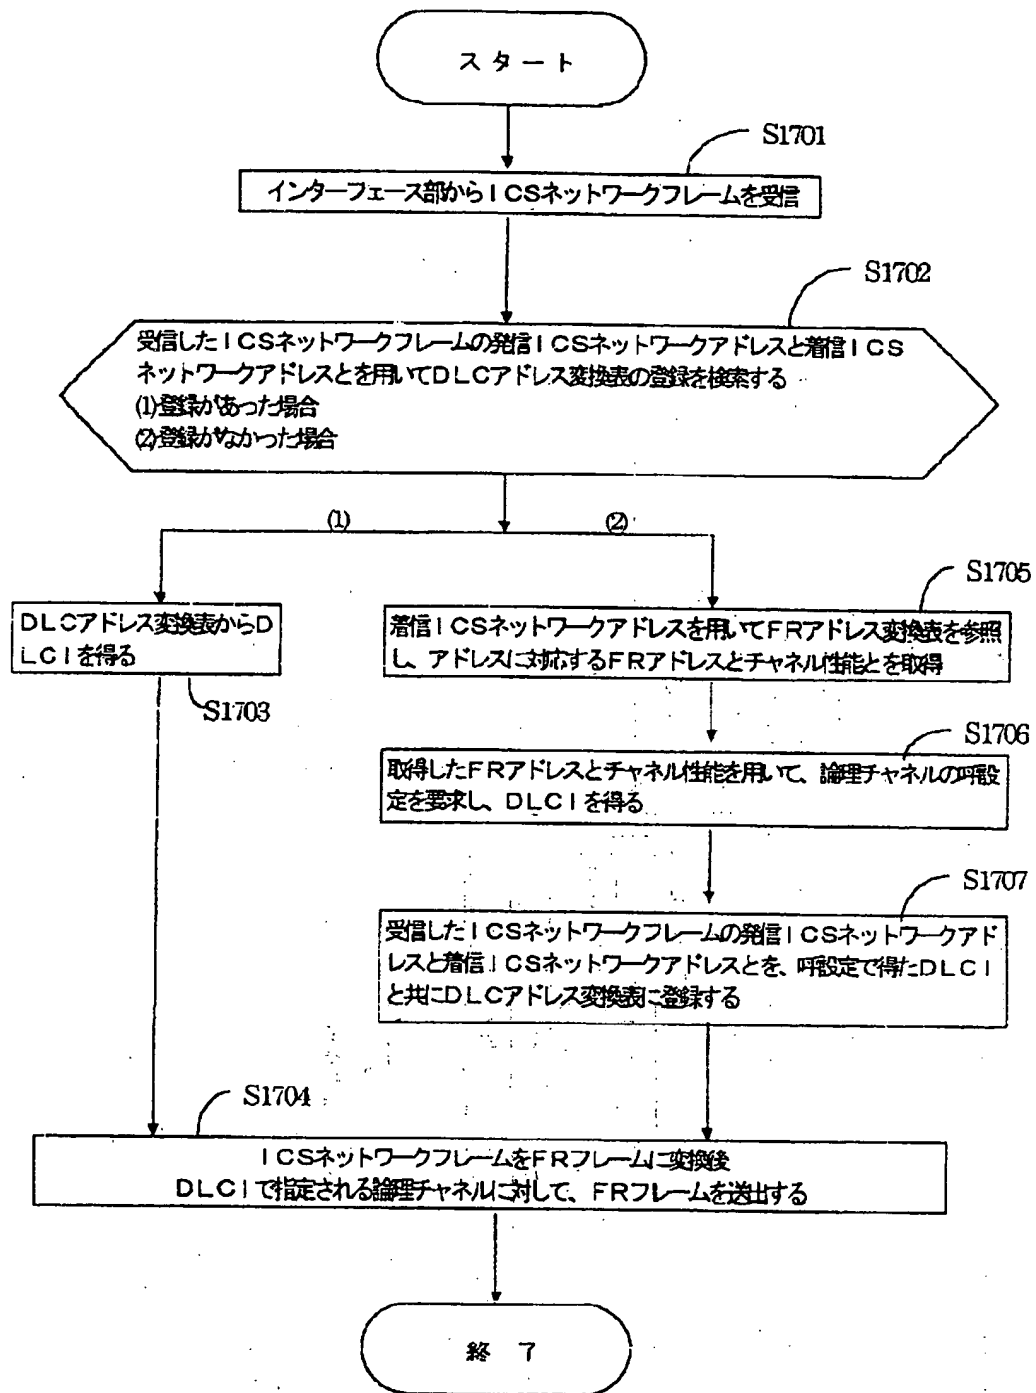 スタート
S1701
インターフェース部からICSネットワークフレームを受信
S1702
受信したICSネットワークフレームの発信ICSネットワークアドレスと着信ICS
ネットワークアドレスとを用いてDLCアドレス変換表の登録を検索する
(1)登録があった場合
(2)登録がなかった場合
(1)
(2)
DLCアドレス変換表からD
LCIを得る
S1703
S1705
着信ICSネットワークアドレスを用いてFRアドレス変換表を参照
し、アドレスに対応するFRアドレスとチャネル性能とを取得
S1706
取得したFRアドレスとチャネル性能を用いて、論理チャネルの呼設
定を要求し、DLCIを得る
S1707
受信したICSネットワークフレームの発信ICSネットワークアド
レスと着信ICSネットワークアドレスとを、呼設定で得たDLCI
と共にDLCアドレス変換表に登録する
S1704
ICSネットワークフレームをFRフレームに変換後
DLCIで指定される論理チャネルに対して、FRフレームを送出する
終了